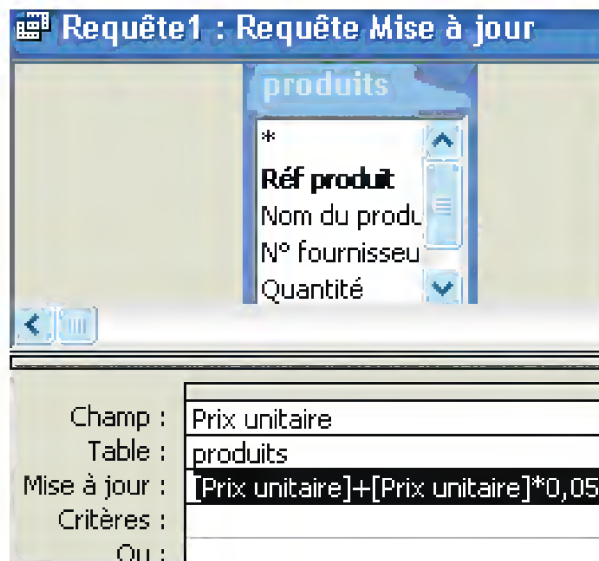 Requête1 : Requête Mise à jour
produits
*
Réf produit
Nom du produ
N° fournisseu
Quantité
Champ : Prix unitaire
Table : produits
Mise à jour : [Prix unitaire]+[Prix unitaire]*0,05
Critères :
Ou :